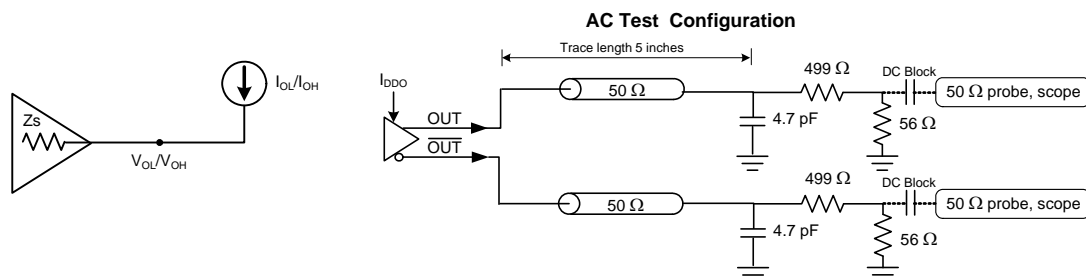 AC Test Configuration
Trace length 5 inches
Zs
V_OL/V_OH
I_OL/I_OH
I_DDO
OUT
O̅U̅T̅
50 Ω
4.7 pF
499 Ω
56 Ω
DC Block
50 Ω probe, scope
50 Ω
4.7 pF
499 Ω
56 Ω
DC Block
50 Ω probe, scope